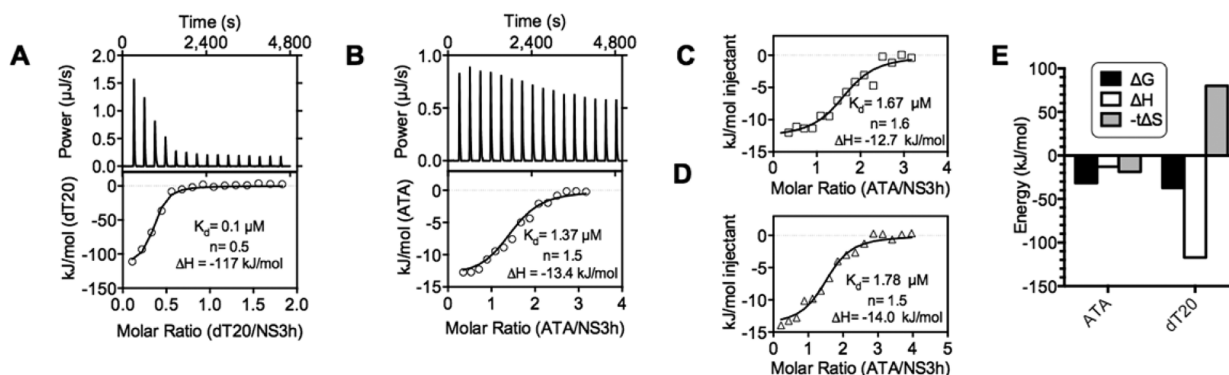 A
Time (s)
0 2,400 4,800
Power (µJ/s)
2.0
1.5
1.0
0.5
0.0
kJ/mol (dT20)
0
-50
-100
-150
K_d= 0.1 µM
n= 0.5
ΔH = -117 kJ/mol
0.0 0.5 1.0 1.5 2.0
Molar Ratio (dT20/NS3h)
B
Time (s)
0 2400 4,800
Power (µJ/s)
1.0
0.5
0.0
kJ/mol (ATA)
0
-5
-10
-15
K_d= 1.37 µM
n= 1.5
ΔH= -13.4 kJ/mol
0 1 2 3 4
Molar Ratio (ATA/NS3h)
C
kJ/mol injectant
0
-5
-10
-15
K_d = 1.67 µM
n= 1.6
ΔH= -12.7 kJ/mol
0 1 2 3 4
Molar Ratio (ATA/NS3h)
D
kJ/mol injectant
0
-5
-10
-15
K_d= 1.78 µM
n= 1.5
ΔH= -14.0 kJ/mol
0 1 2 3 4 5
Molar Ratio (ATA/NS3h)
E
Energy (kJ/mol)
100
50
0
-50
-100
-150
ΔG
ΔH
-tΔS
ATA
dT20